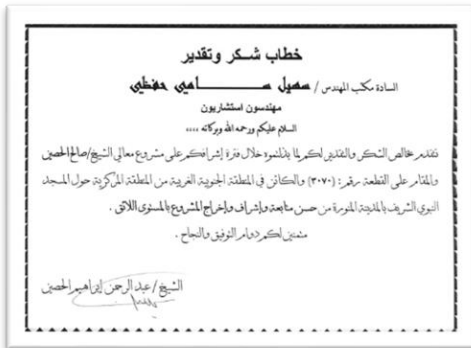 خطاب شكر وتقدير
السادة مكتب المهندس / سهيل سامي حفظي
مهندسون استشاريون
السلام عليكم ورحمه الله وبركاته ،،،،
نتقدم بخالص الشكر والتقدير لكم لما بذلتموه خلال فترة إشرافكم على مشروع معالي الشيخ/صالح الحصين
والمقام على القطعة رقم: (٣٠٧٠) والكائن في المنطقة الجنوبية الغربية من المنطقة المركزية حول المسجد
النبوي الشريف بالمدينة المنورة من حسن متابعة وإشراف وإخراج المشروع بالمستوى اللائق .
متمنين لكم دوام التوفيق والنجاح .
الشيخ / عبد الرحمن إبراهيم الحصين